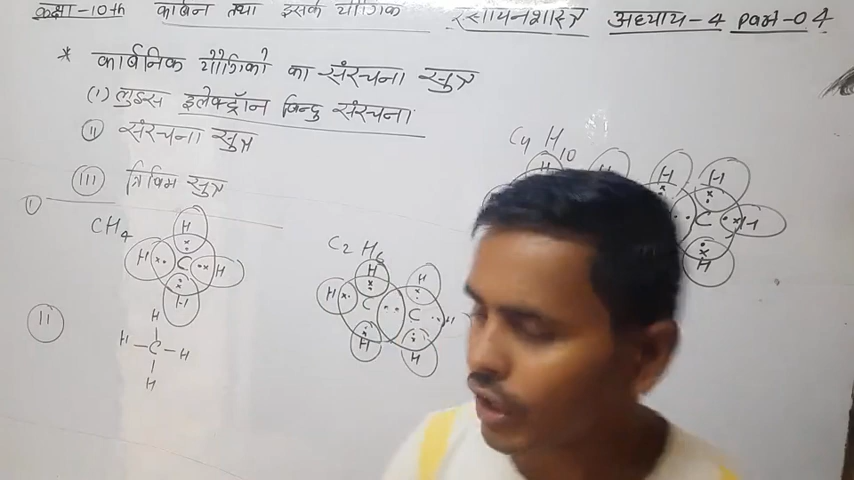 कक्षा-10th कार्बन तथा इसके यौगिक रसायनशास्त्र अध्याय-4 part-04
* कार्बनिक यौगिको का संरचना सुत्र
(i) लुइस इलेक्ट्रॉन बिन्दु संरचना
(ii) संरचना सुत्र
(iii) त्रिविम सुत्र
(i)
CH4
H
H C H
H
C2H6
H H
H C C H
H H
C4H10
H H H H
C H
H
(ii)
H
H-C-H
H